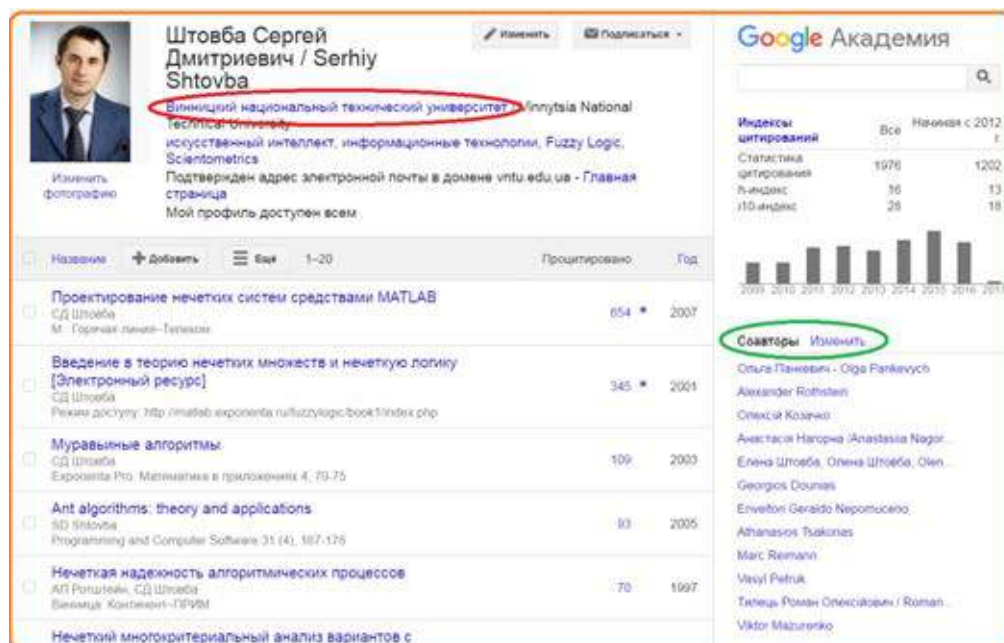 Штовба Сергей
Дмитриевич / Serhiy
Shtovba
Изменить
Подписаться
Винницкий национальный технический университет / Vinnytsia National
Technical University
искусственный интеллект, информационные технологии, Fuzzy Logic,
Scientometrics
Подтвержден адрес электронной почты в домене vntu.edu.ua - Главная
страница
Мой профиль доступен всем
Изменить
фотографию
Название
Добавить
Еще
1–20
Процитировано
Год
Проектирование нечетких систем средствами MATLAB
СД Штовба
М.: Горячая линия–Телеком
654 * 2007
Введение в теорию нечетких множеств и нечеткую логику
[Электронный ресурс]
СД Штовба
Режим доступу: http://matlab.exponenta.ru/fuzzylogic/book1/index.php
345 * 2001
Муравьиные алгоритмы
СД Штовба
Exponenta Pro. Математика в приложениях 4, 70-75
109 2003
Ant algorithms: theory and applications
SD Shtovba
Programming and Computer Software 31 (4), 167-178
93 2005
Нечеткая надежность алгоритмических процессов
АП Ротштейн, СД Штовба
Винница: Континент–ПРИМ
70 1997
Нечеткий многокритериальный анализ вариантов с
Google Академия
Индексы
цитирований
Все
Начиная с 2012
г.
Статистика
цитирования
1976 1202
h-индекс 16 13
i10-индекс 28 18
2009 2010 2011 2012 2013 2014 2015 2016 2017
Соавторы Изменить
Ольга Панкевич - Olga Pankevych
Alexander Rothstein
Олексій Козачко
Анастасія Нагорна /Anastasiia Nagor...
Елена Штовба, Олена Штовба, Olen...
Georgios Dounias
Erivelton Geraldo Nepomuceno
Athanasios Tsakonas
Marc Reimann
Vasyl Petruk
Титець Роман Олексійович / Roman...
Viktor Mazurenko